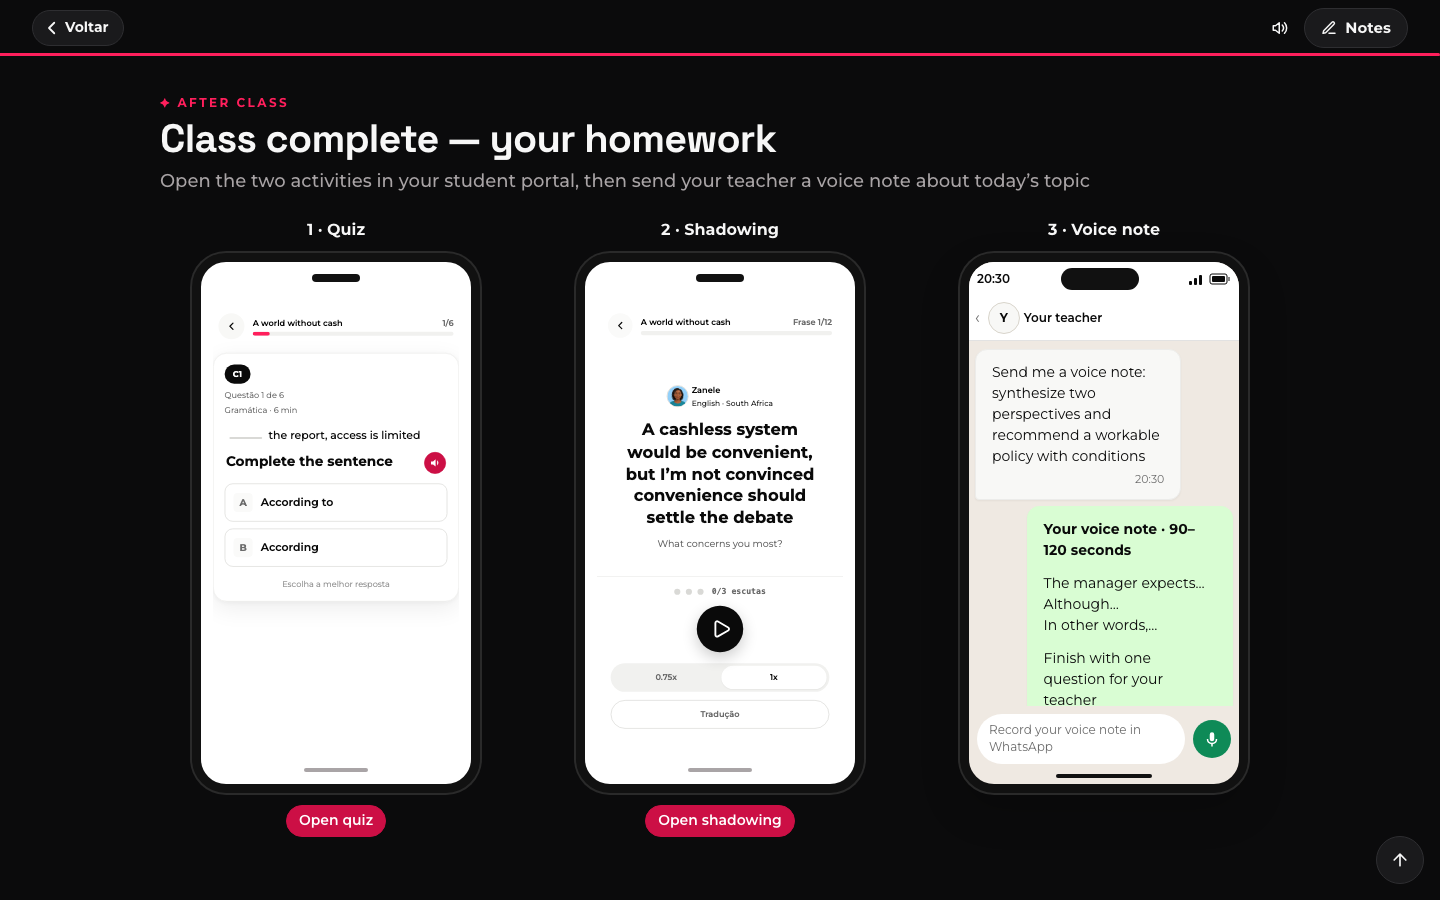 Voltar
Notes
AFTER CLASS
Class complete — your homework
Open the two activities in your student portal, then send your teacher a voice note about today’s topic
1 · Quiz
A world without cash
1/6
C1
Questão 1 de 6
Gramática · 6 min
______ the report, access is limited
Complete the sentence
A According to
B According
Escolha a melhor resposta
Open quiz
2 · Shadowing
A world without cash
Frase 1/12
Zanele
English · South Africa
A cashless system
would be convenient,
but I’m not convinced
convenience should
settle the debate
What concerns you most?
0/3 escutas
0.75x
1x
Tradução
Open shadowing
3 · Voice note
20:30
Y
Your teacher
Send me a voice note:
synthesize two
perspectives and
recommend a workable
policy with conditions
20:30
Your voice note · 90–
120 seconds
The manager expects…
Although…
In other words,…
Finish with one
question for your
teacher
Record your voice note in
WhatsApp